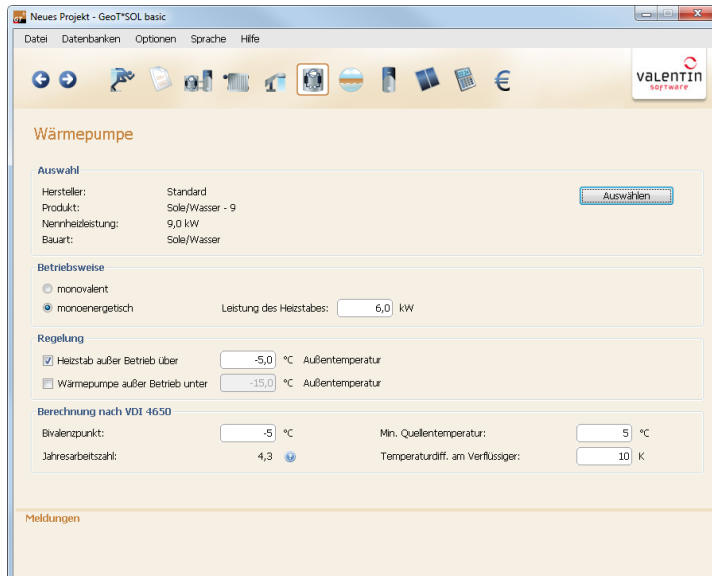 Neues Projekt - GeoT*SOL basic
Datei Datenbanken Optionen Sprache Hilfe
valentin
software
Wärmepumpe
Auswahl
Hersteller: Standard
Auswählen
Produkt: Sole/Wasser - 9
Nennheizleistung: 9,0 kW
Bauart: Sole/Wasser
Betriebsweise
monovalent
monoenergetisch Leistung des Heizstabes: 6,0 kW
Regelung
Heizstab außer Betrieb über -5,0 °C Außentemperatur
Wärmepumpe außer Betrieb unter -15,0 °C Außentemperatur
Berechnung nach VDI 4650
Bivalenzpunkt: -5 °C Min. Quellentemperatur: 5 °C
Jahresarbeitszahl: 4,3 Temperaturdiff. am Verflüssiger: 10 K
Meldungen